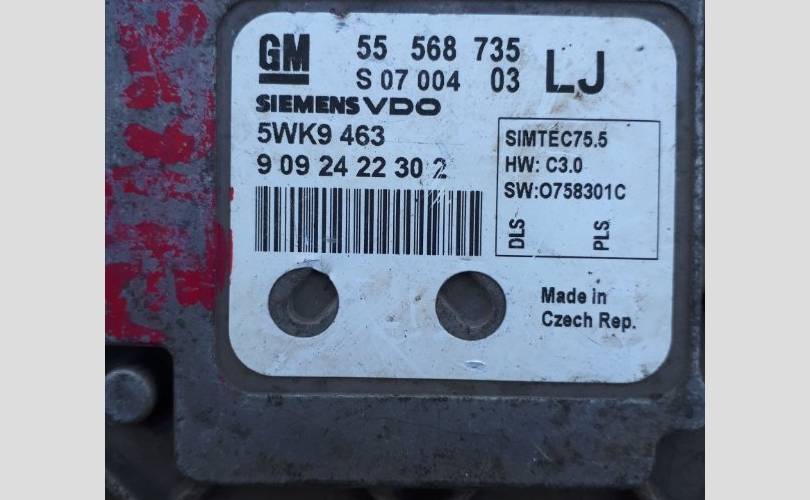 GM 55 568 735 LJ
S 07 004 03
SIEMENS VDO
5WK9 463
9 09 24 22 30 2
SIMTEC75.5
HW: C3.0
SW:O758301C
DLS PLS
Made in
Czech Rep.